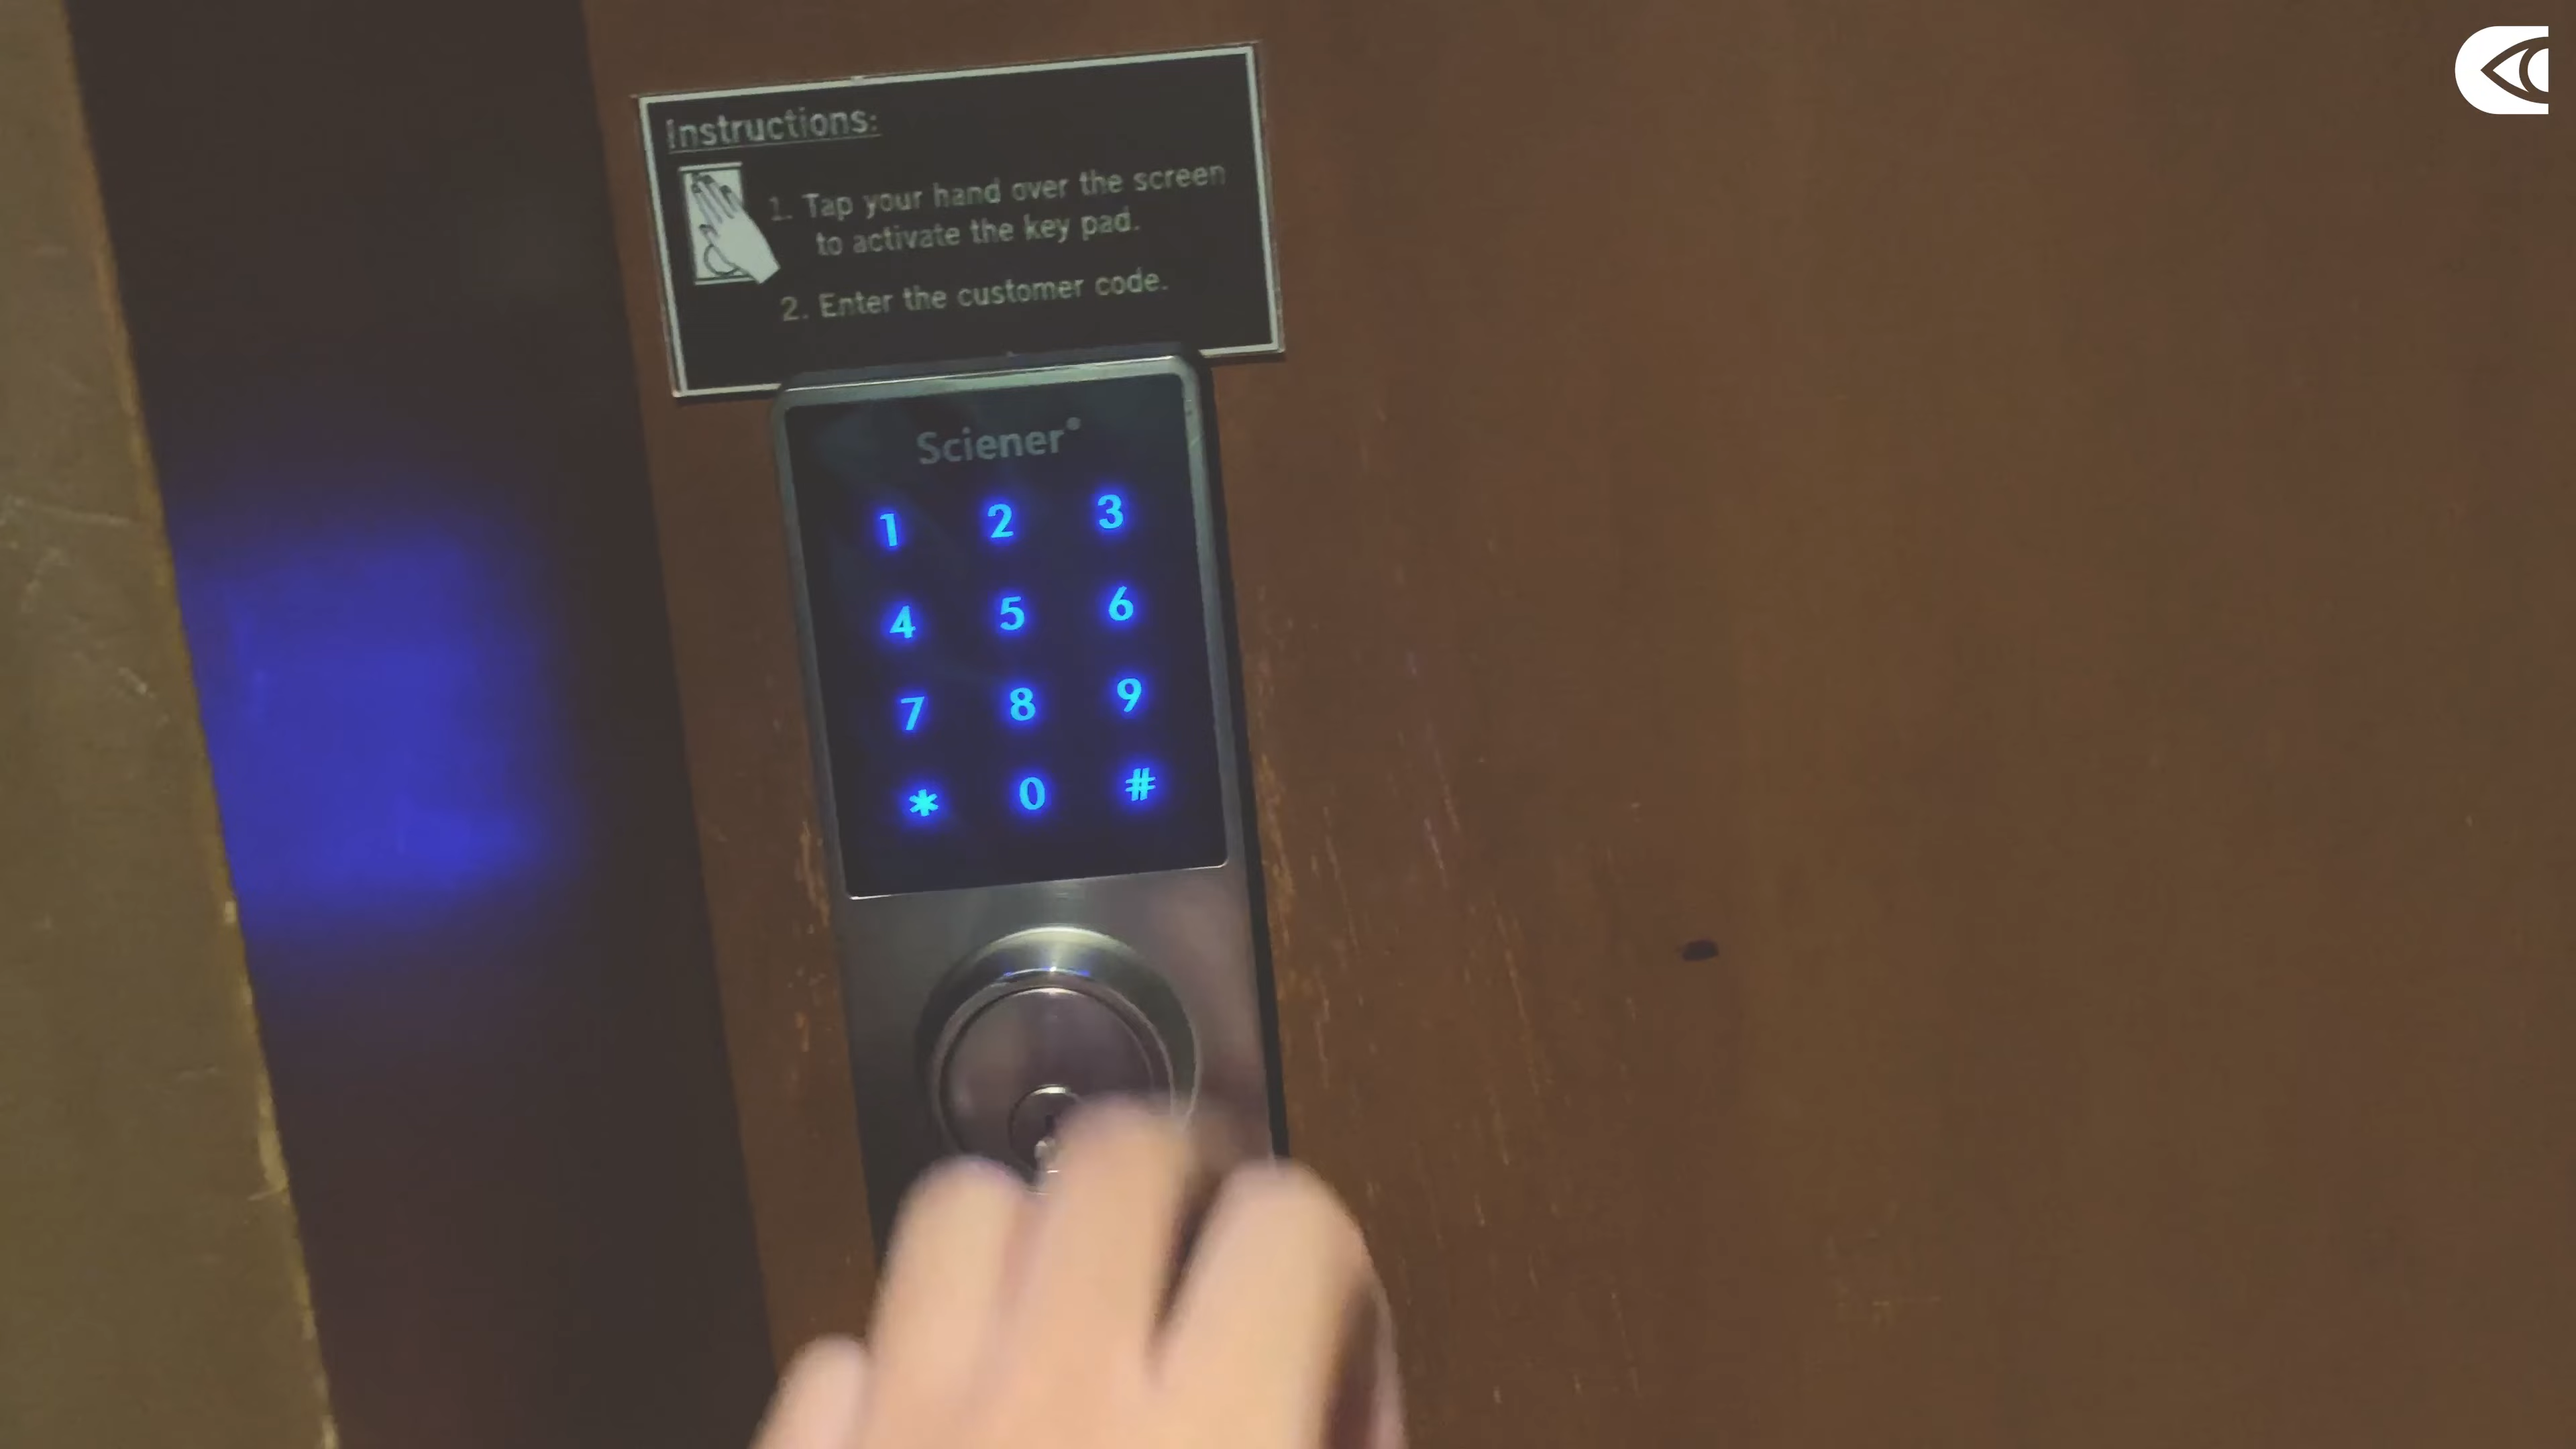 Instructions:
1. Tap your hand over the screen
to activate the key pad.
2. Enter the customer code.
Sciener®
1 2 3
4 5 6
7 8 9
* 0 #